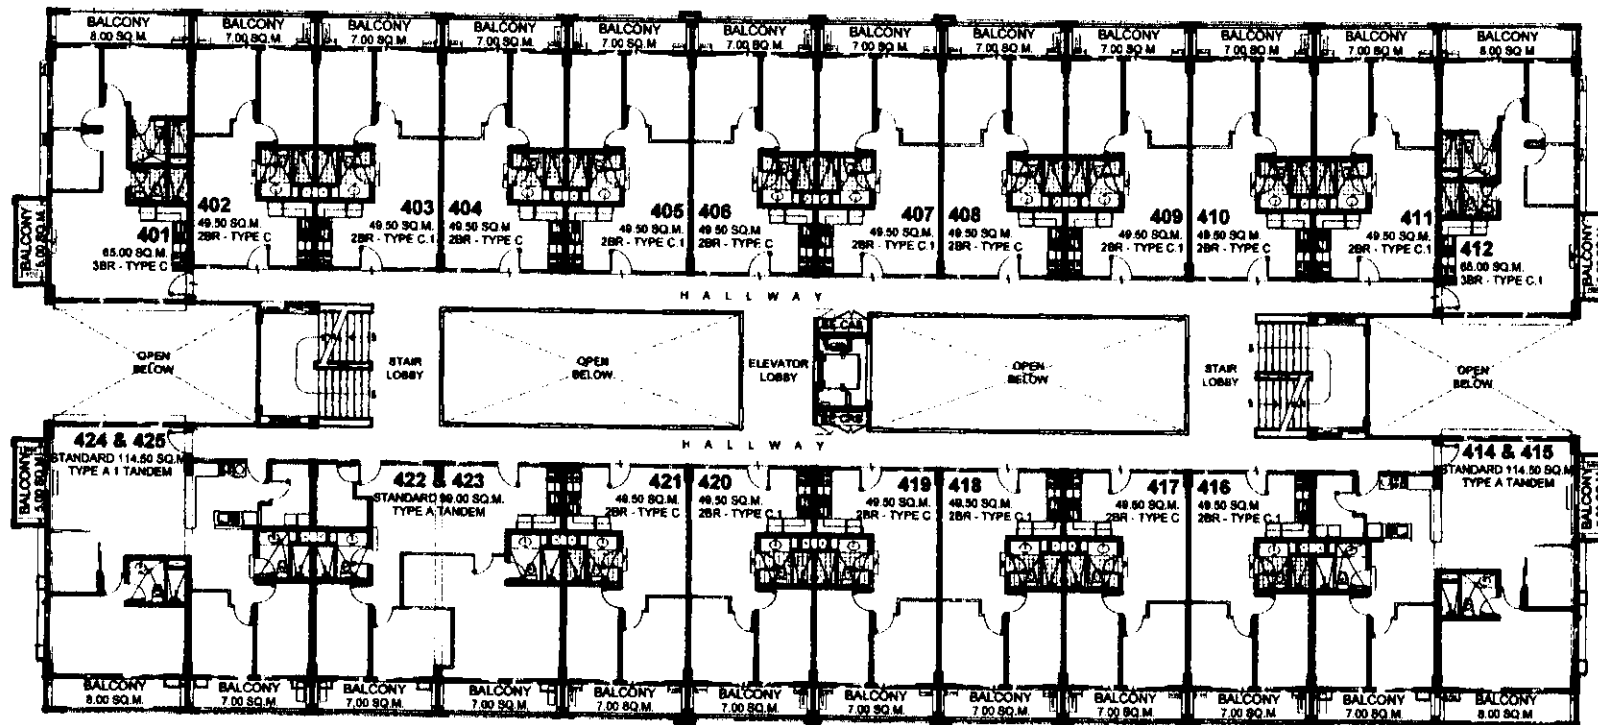 BALCONY
8.00 SQ.M.
BALCONY
7.00 SQ.M.
BALCONY
7.00 SQ.M.
BALCONY
7.00 SQ.M.
BALCONY
7.00 SQ.M.
BALCONY
7.00 SQ.M.
BALCONY
7.00 SQ.M.
BALCONY
7.00 SQ.M.
BALCONY
7.00 SQ.M.
BALCONY
7.00 SQ.M.
BALCONY
7.00 SQ.M.
BALCONY
8.00 SQ.M
BALCONY
5.00 SQ.M.
401
65.00 SQ.M.
3BR - TYPE C
402
49.50 SQ.M.
2BR - TYPE C
403
49.50 SQ.M.
2BR - TYPE C.1
404
49.50 SQ.M
2BR - TYPE C
405
49.50 SQ.M.
2BR - TYPE C.1
406
49.50 SQ.M.
2BR - TYPE C
407
49.50 SQ.M.
2BR - TYPE C.1
408
49.50 SQ.M.
2BR - TYPE C
409
49.50 SQ.M.
2BR - TYPE C.1
410
49.50 SQ.M.
2BR - TYPE C
411
49.50 SQ.M.
2BR - TYPE C.1
412
65.00 SQ.M.
3BR - TYPE C.1
BALCONY
HALLWAY
OPEN
BELOW
STAIR
LOBBY
OPEN
BELOW
ELEVATOR
LOBBY
OPEN
BELOW
STAIR
LOBBY
OPEN
BELOW
HALLWAY
BALCONY
5.00 SQ.M.
424 & 425
STANDARD 114.50 SQ.M
TYPE A 1 TANDEM
422 & 423
STANDARD 99.00 SQ.M.
TYPE A TANDEM
421
49.50 SQ.M.
2BR - TYPE C
420
49.50 SQ.M.
2BR - TYPE C.1
419
49.50 SQ.M.
2BR - TYPE C
418
49.50 SQ.M.
2BR - TYPE C.1
417
49.50 SQ.M.
2BR - TYPE C
416
49.50 SQ.M.
2BR - TYPE C.1
414 & 415
STANDARD 114.50 SQ.M
TYPE A TANDEM
BALCONY
BALCONY
8.00 SQ.M.
BALCONY
7.00 SQ.M.
BALCONY
7.00 SQ.M.
BALCONY
7.00 SQ.M.
BALCONY
7.00 SQ.M.
BALCONY
7.00 SQ.M.
BALCONY
7.00 SQ.M.
BALCONY
7.00 SQ.M.
BALCONY
7.00 SQ.M.
BALCONY
7.00 SQ.M.
BALCONY
7.00 SQ.M.
BALCONY
8.00 SQ.M